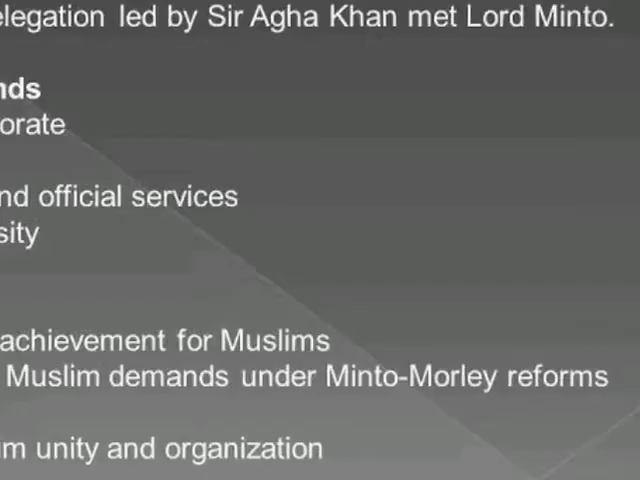 elegation led by Sir Agha Khan met Lord Minto.
nds
orate
nd official services
sity
achievement for Muslims
Muslim demands under Minto-Morley reforms
m unity and organization